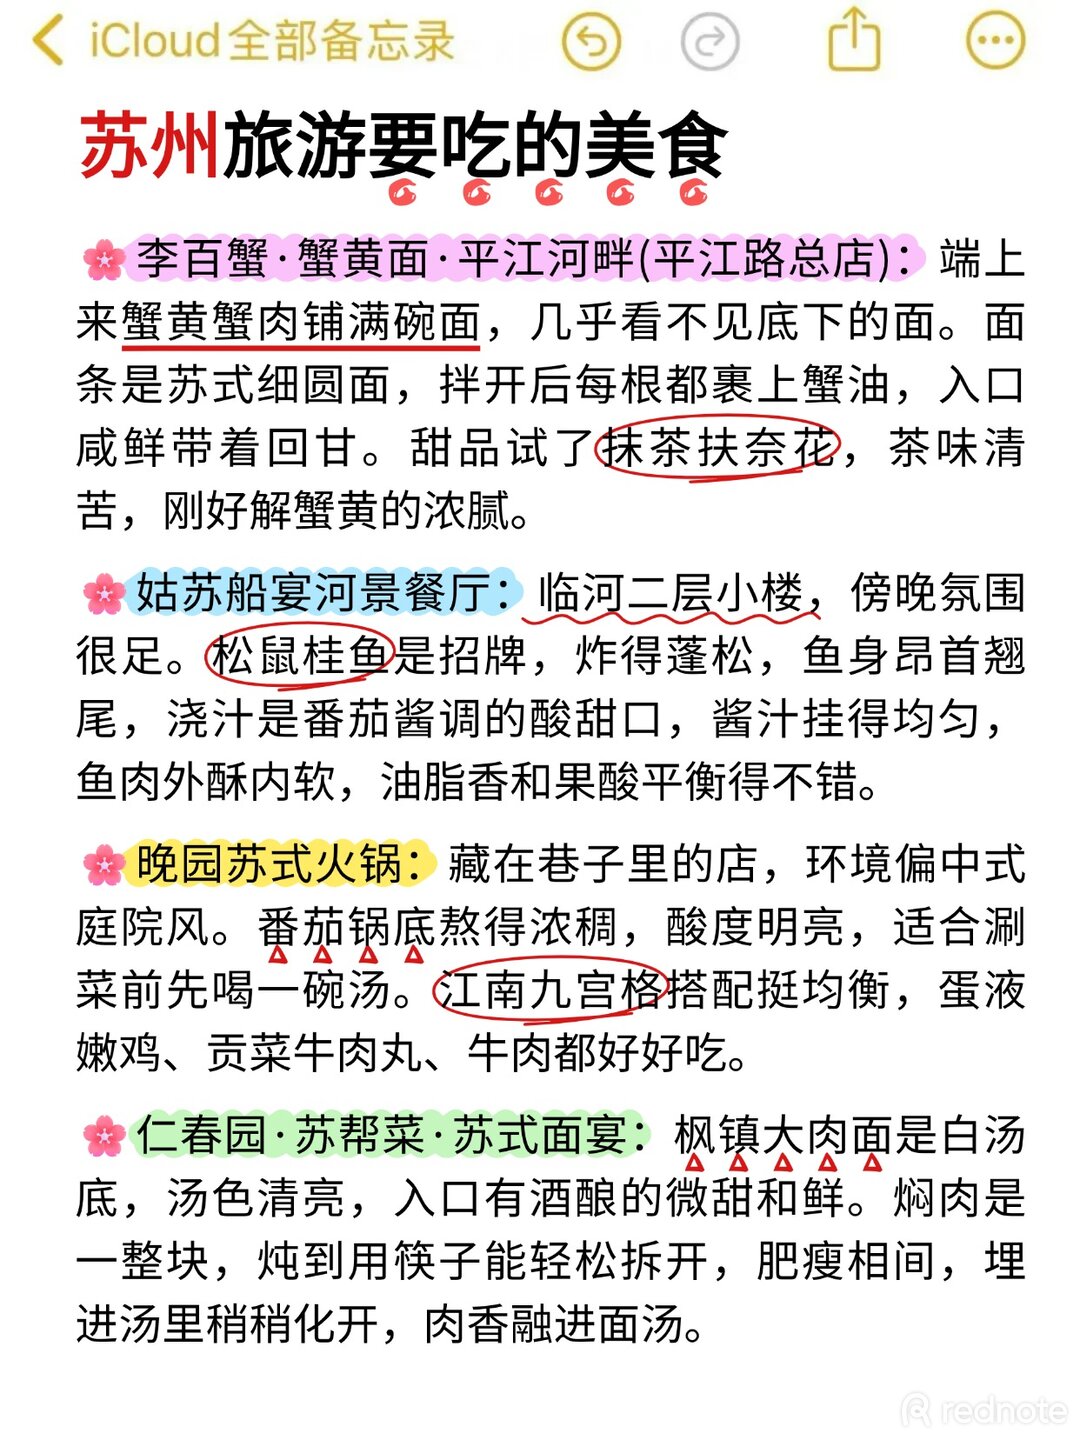 iCloud全部备忘录
苏州旅游要吃的美食
李百蟹·蟹黄面·平江河畔(平江路总店)：端上
来蟹黄蟹肉铺满碗面，几乎看不见底下的面。面
条是苏式细圆面，拌开后每根都裹上蟹油，入口
咸鲜带着回甘。甜品试了抹茶扶奈花，茶味清
苦，刚好解蟹黄的浓腻。
姑苏船宴河景餐厅：临河二层小楼，傍晚氛围
很足。松鼠桂鱼是招牌，炸得蓬松，鱼身昂首翘
尾，浇汁是番茄酱调的酸甜口，酱汁挂得均匀，
鱼肉外酥内软，油脂香和果酸平衡得不错。
晚园苏式火锅：藏在巷子里的店，环境偏中式
庭院风。番茄锅底熬得浓稠，酸度明亮，适合涮
菜前先喝一碗汤。江南九宫格搭配挺均衡，蛋液
嫩鸡、贡菜牛肉丸、牛肉都好好吃。
仁春园·苏帮菜·苏式面宴：枫镇大肉面是白汤
底，汤色清亮，入口有酒酿的微甜和鲜。焖肉是
一整块，炖到用筷子能轻松拆开，肥瘦相间，埋
进汤里稍稍化开，肉香融进面汤。
rednote